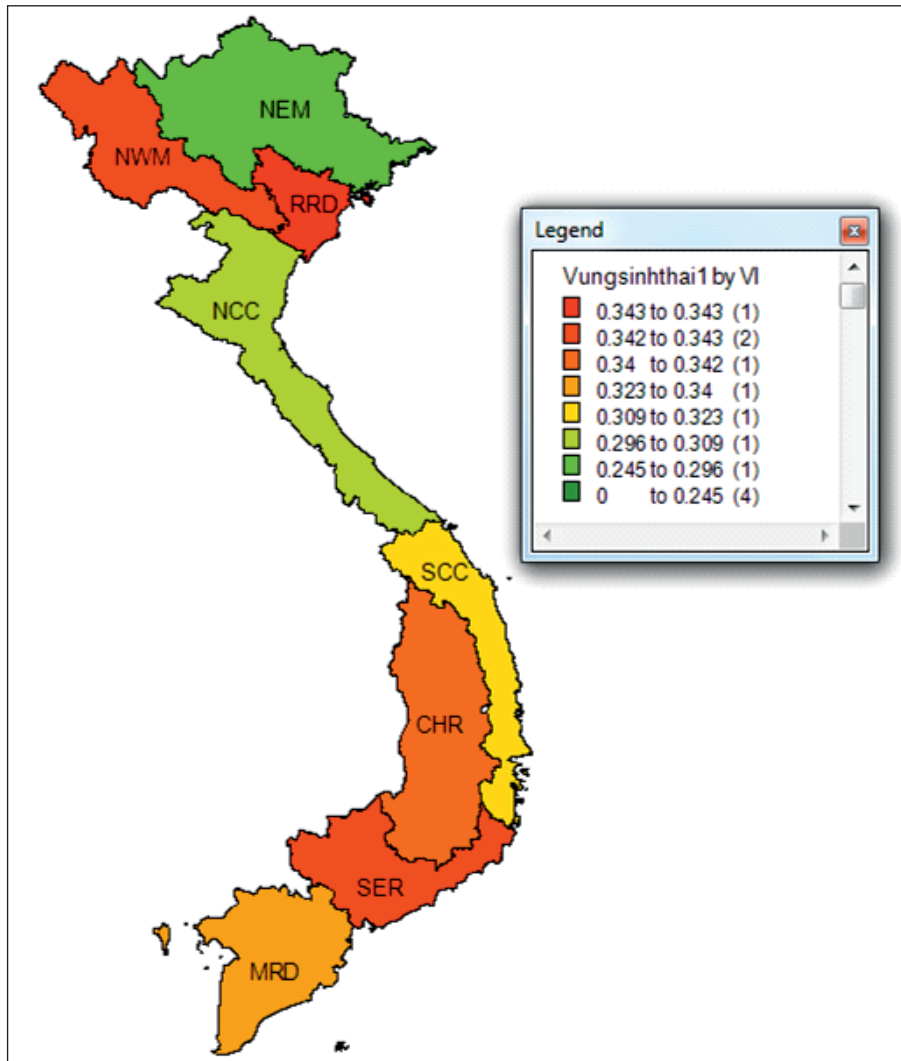 NEM
NWM
RRD
NCC
SCC
CHR
SER
MRD
Legend
Vungsinhthai1 by VI
0.343 to 0.343 (1)
0.342 to 0.343 (2)
0.34 to 0.342 (1)
0.323 to 0.34 (1)
0.309 to 0.323 (1)
0.296 to 0.309 (1)
0.245 to 0.296 (1)
0 to 0.245 (4)